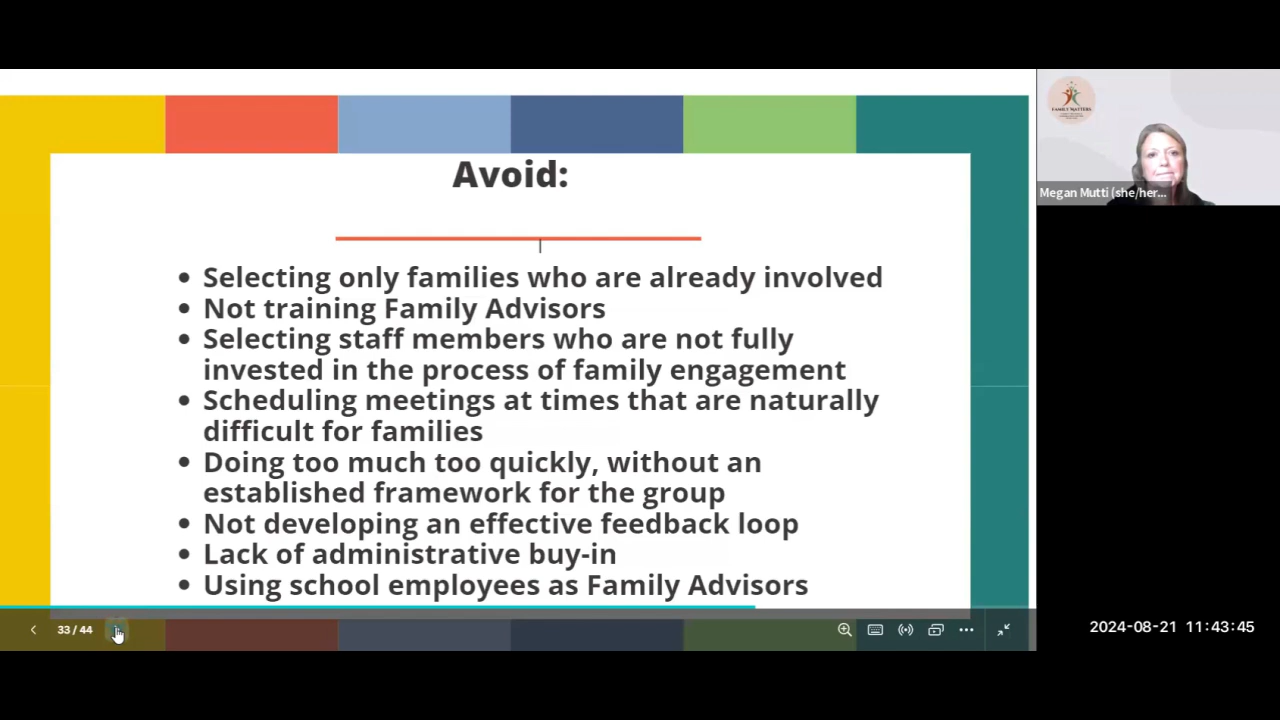 Avoid:
• Selecting only families who are already involved
• Not training Family Advisors
• Selecting staff members who are not fully
invested in the process of family engagement
• Scheduling meetings at times that are naturally
difficult for families
• Doing too much too quickly, without an
established framework for the group
• Not developing an effective feedback loop
• Lack of administrative buy-in
• Using school employees as Family Advisors
33 / 44
FAMILY MATTERS
Megan Mutti (she/her...
2024-08-21 11:43:45